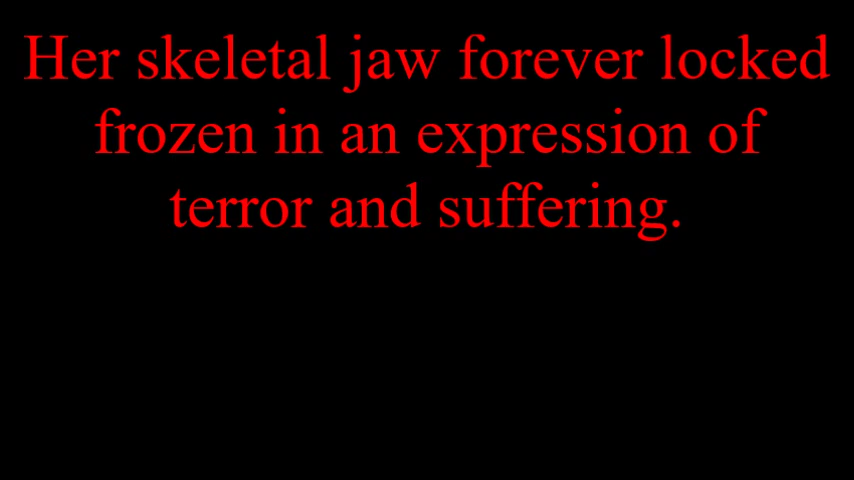 Her skeletal jaw forever locked
frozen in an expression of
terror and suffering.